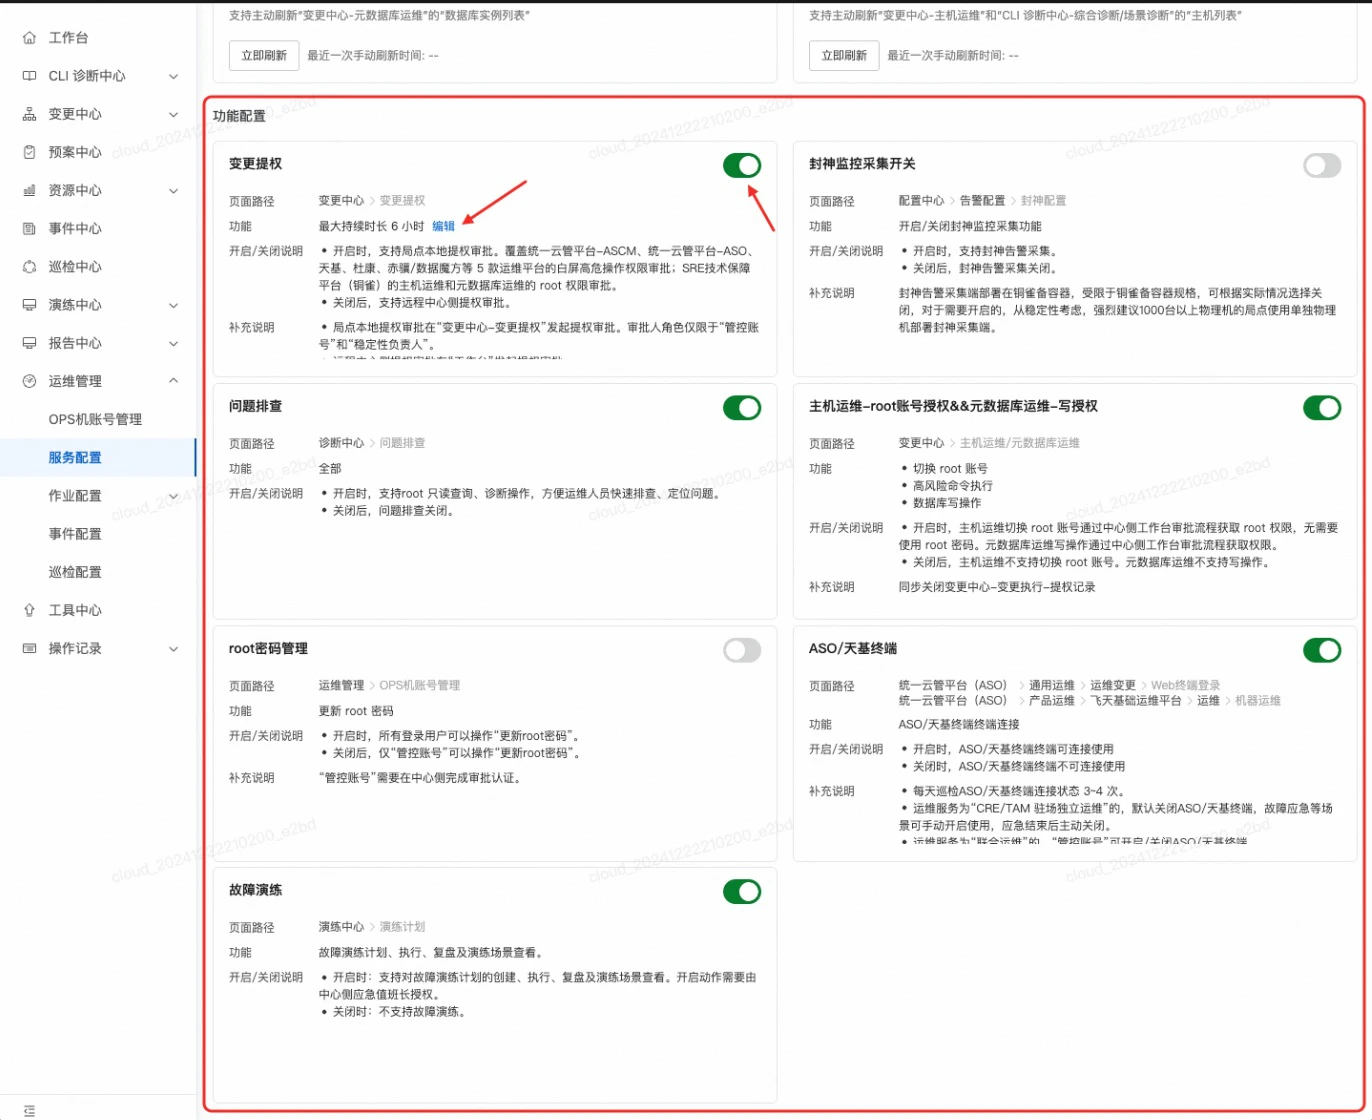 支持主动刷新“变更中心-元数据库运维”的“数据库实例列表”
立即刷新 最近一次手动刷新时间: --
支持主动刷新“变更中心-主机运维”和“CLI 诊断中心-综合诊断/场景诊断”的“主机列表”
立即刷新 最近一次手动刷新时间: --
工作台
CLI 诊断中心
变更中心
预案中心
资源中心
事件中心
巡检中心
演练中心
报告中心
运维管理
OPS机账号管理
服务配置
作业配置
事件配置
巡检配置
工具中心
操作记录
功能配置
变更提权
页面路径 变更中心 > 变更提权
功能 最大持续时长 6 小时 编辑
开启/关闭说明 • 开启时，支持局点本地提权审批。覆盖统一云管平台-ASCM、统一云管平台-ASO、
天基、杜康、赤骥/数据魔方等 5 款运维平台的白屏高危操作权限审批；SRE技术保障
平台（铜雀）的主机运维和元数据库运维的 root 权限审批。
• 关闭后，支持远程中心侧提权审批。
补充说明 • 局点本地提权审批在“变更中心-变更提权”发起提权审批。审批人角色仅限于“管控账
号”和“稳定性负责人”。
• 远程中心侧提权审批在“工作台”发起提权审批
封神监控采集开关
页面路径 配置中心 > 告警配置 > 封神配置
功能 开启/关闭封神监控采集功能
开启/关闭说明 • 开启时，支持封神告警采集。
• 关闭后，封神告警采集关闭。
补充说明 封神告警采集端部署在铜雀备容器，受限于铜雀备容器规格，可根据实际情况选择关
闭，对于需要开启的，从稳定性考虑，强烈建议1000台以上物理机的局点使用单独物理
机部署封神采集端。
问题排查
页面路径 诊断中心 > 问题排查
功能 全部
开启/关闭说明 • 开启时，支持root 只读查询、诊断操作，方便运维人员快速排查、定位问题。
• 关闭后，问题排查关闭。
主机运维-root账号授权&&元数据库运维-写授权
页面路径 变更中心 > 主机运维/元数据库运维
功能 • 切换 root 账号
• 高风险命令执行
• 数据库写操作
开启/关闭说明 • 开启时，主机运维切换 root 账号通过中心侧工作台审批流程获取 root 权限，无需要
使用 root 密码。元数据库运维写操作通过中心侧工作台审批流程获取权限。
• 关闭后，主机运维不支持切换 root 账号。元数据库运维不支持写操作。
补充说明 同步关闭变更中心-变更执行-提权记录
root密码管理
页面路径 运维管理 > OPS机账号管理
功能 更新 root 密码
开启/关闭说明 • 开启时，所有登录用户可以操作“更新root密码”。
• 关闭后，仅“管控账号”可以操作“更新root密码”。
补充说明 “管控账号”需要在中心侧完成审批认证。
ASO/天基终端
页面路径 统一云管平台（ASO） > 通用运维 > 运维变更 > Web终端登录
统一云管平台（ASO） > 产品运维 > 飞天基础运维平台 > 运维 > 机器运维
功能 ASO/天基终端终端连接
开启/关闭说明 • 开启时，ASO/天基终端终端可连接使用
• 关闭时，ASO/天基终端终端不可连接使用
补充说明 • 每天巡检ASO/天基终端连接状态 3~4 次。
• 运维服务为“CRE/TAM 驻场独立运维”的，默认关闭ASO/天基终端，故障应急等场
景可手动开启使用，应急结束后主动关闭。
• 运维服务为“联合运维”的，“管控账号”可开启/关闭ASO/天基终端
故障演练
页面路径 演练中心 > 演练计划
功能 故障演练计划、执行、复盘及演练场景查看。
开启/关闭说明 • 开启时：支持对故障演练计划的创建、执行、复盘及演练场景查看。开启动作需要由
中心侧应急值班长授权。
• 关闭时：不支持故障演练。
cloud_20241222210200_e2bd
cloud_20241222210200_e2bd
cloud_20241222210200_e2bd
cloud_20241222210200_e2bd
cloud_20241222210200_e2bd
cloud_20241222210200_e2bd
cloud_20241222210200_e2bd
cloud_20241222210200_e2bd
cloud_20241222210200_e2bd